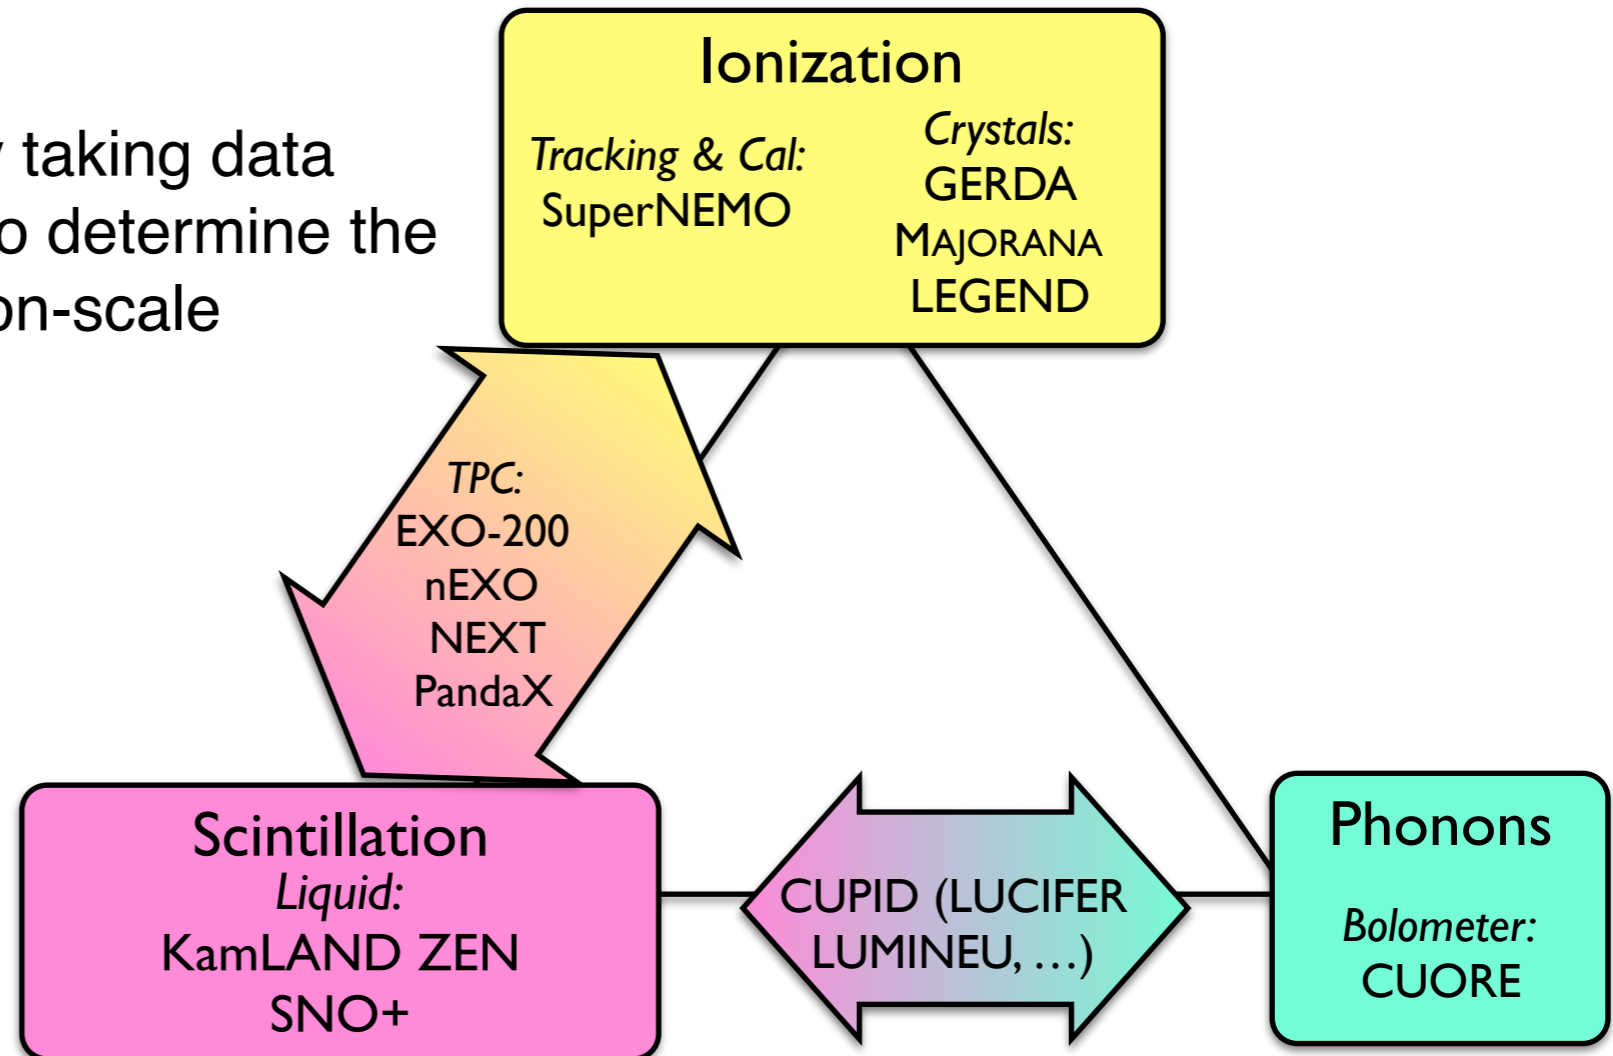 Ionization
Tracking & Cal:
SuperNEMO
Crystals:
GERDA
MAJORANA
LEGEND
taking data
determine the
on-scale
TPC:
EXO-200
nEXO
NEXT
PandaX
Scintillation
Liquid:
KamLAND ZEN
SNO+
CUPID (LUCIFER
LUMINEU, …)
Phonons
Bolometer:
CUORE